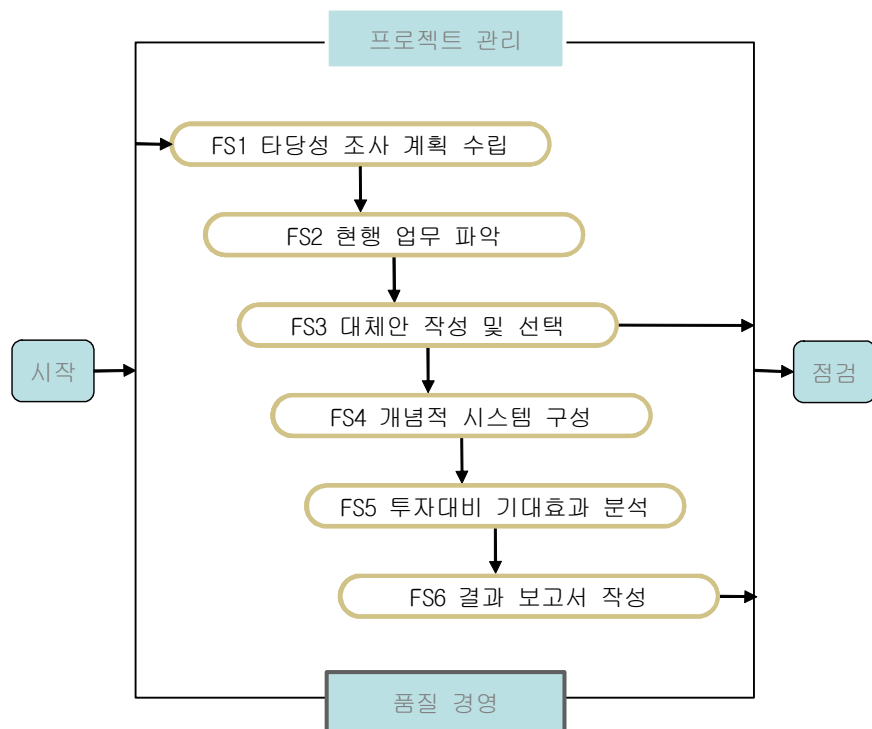 프로젝트 관리
FS1 타당성 조사 계획 수립
FS2 현행 업무 파악
FS3 대체안 작성 및 선택
시작
점검
FS4 개념적 시스템 구성
FS5 투자대비 기대효과 분석
FS6 결과 보고서 작성
품질 경영